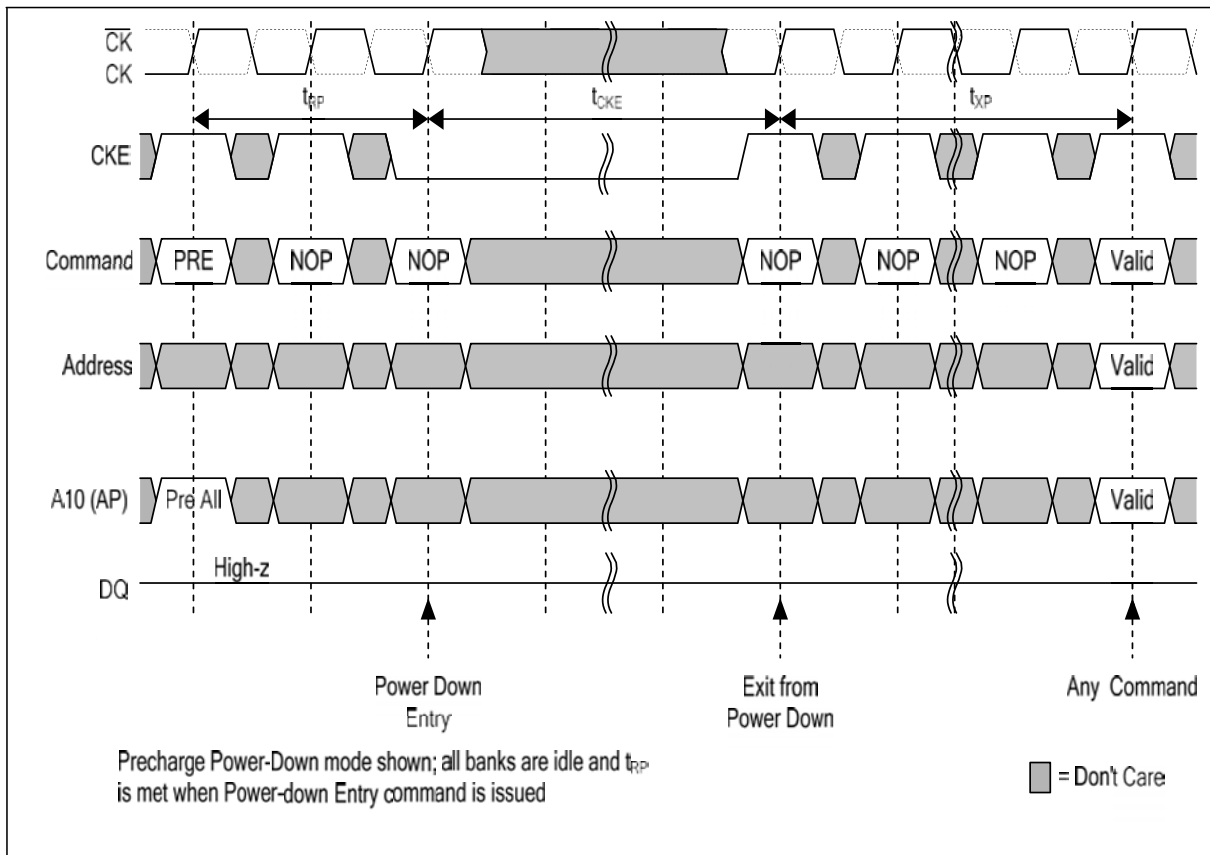 CK
CK
tRP
tCKE
tXP
CKE
Command
PRE
NOP
NOP
NOP
NOP
NOP
Valid
Address
Valid
A10 (AP)
Pre All
Valid
High-z
DQ
Power Down
Entry
Exit from
Power Down
Any Command
Precharge Power-Down mode shown; all banks are idle and tRP
is met when Power-down Entry command is issued
= Don't Care